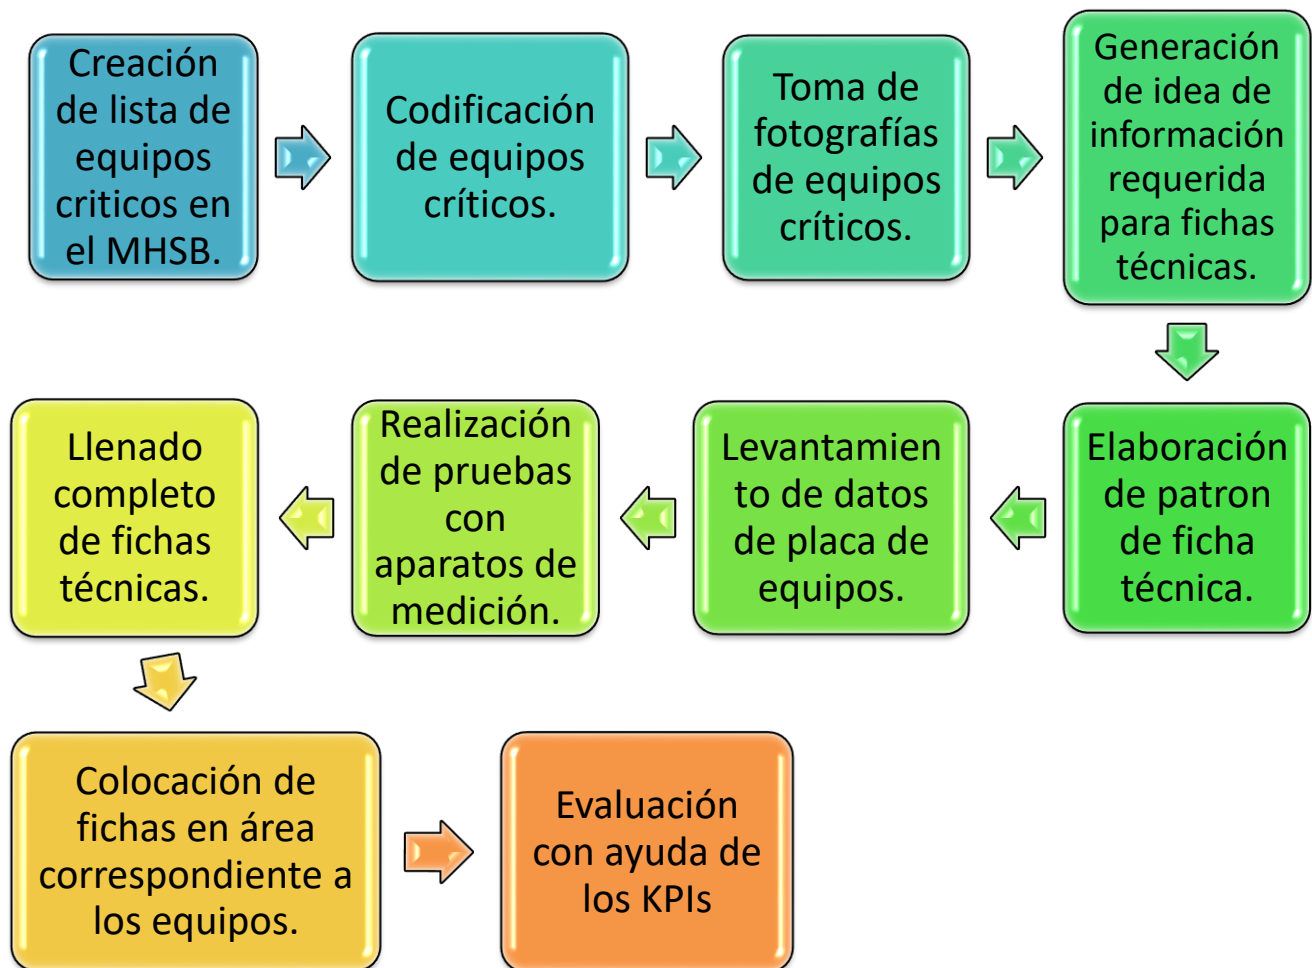 Creación
de lista de
equipos
criticos en
el MHSB.
Codificación
de equipos
críticos.
Toma de
fotografías
de equipos
críticos.
Generación
de idea de
información
requerida
para fichas
técnicas.
Elaboración
de patron
de ficha
técnica.
Levantamien
to de datos
de placa de
equipos.
Realización
de pruebas
con
aparatos de
medición.
Llenado
completo
de fichas
técnicas.
Colocación de
fichas en área
correspondiente a
los equipos.
Evaluación
con ayuda de
los KPIs